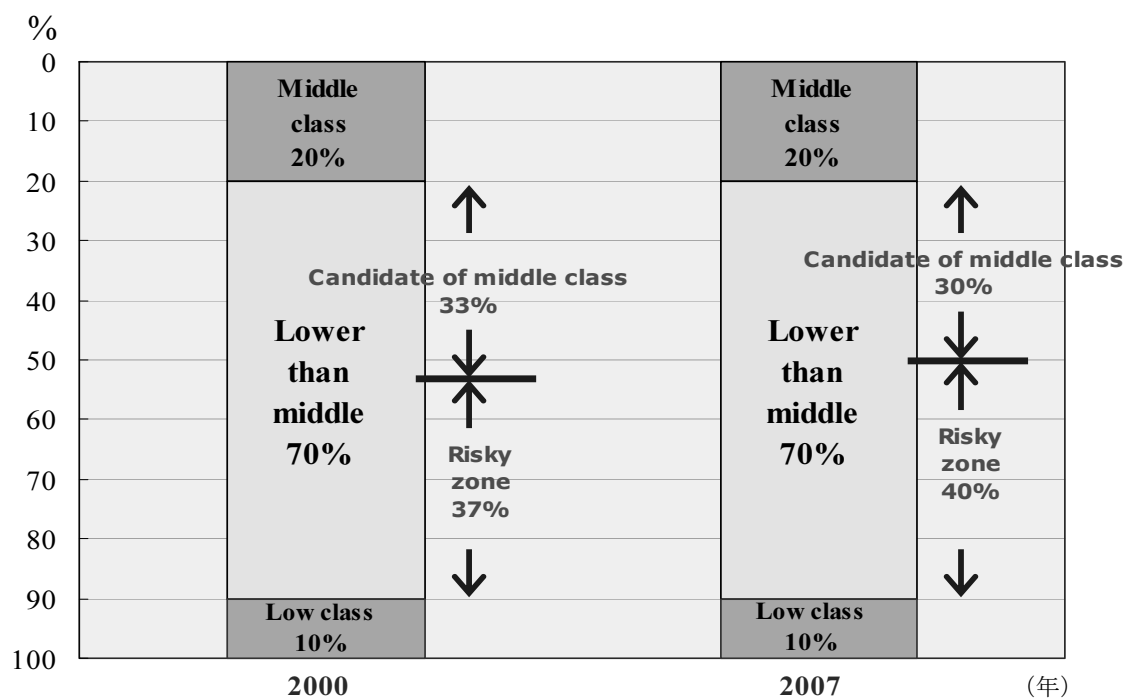 %
0
10
20
30
40
50
60
70
80
90
100
Middle
class
20%
Lower
than
middle
70%
Low class
10%
Candidate of middle class
33%
Risky
zone
37%
Middle
class
20%
Lower
than
middle
70%
Low class
10%
Candidate of middle class
30%
Risky
zone
40%
2000
2007
（年）